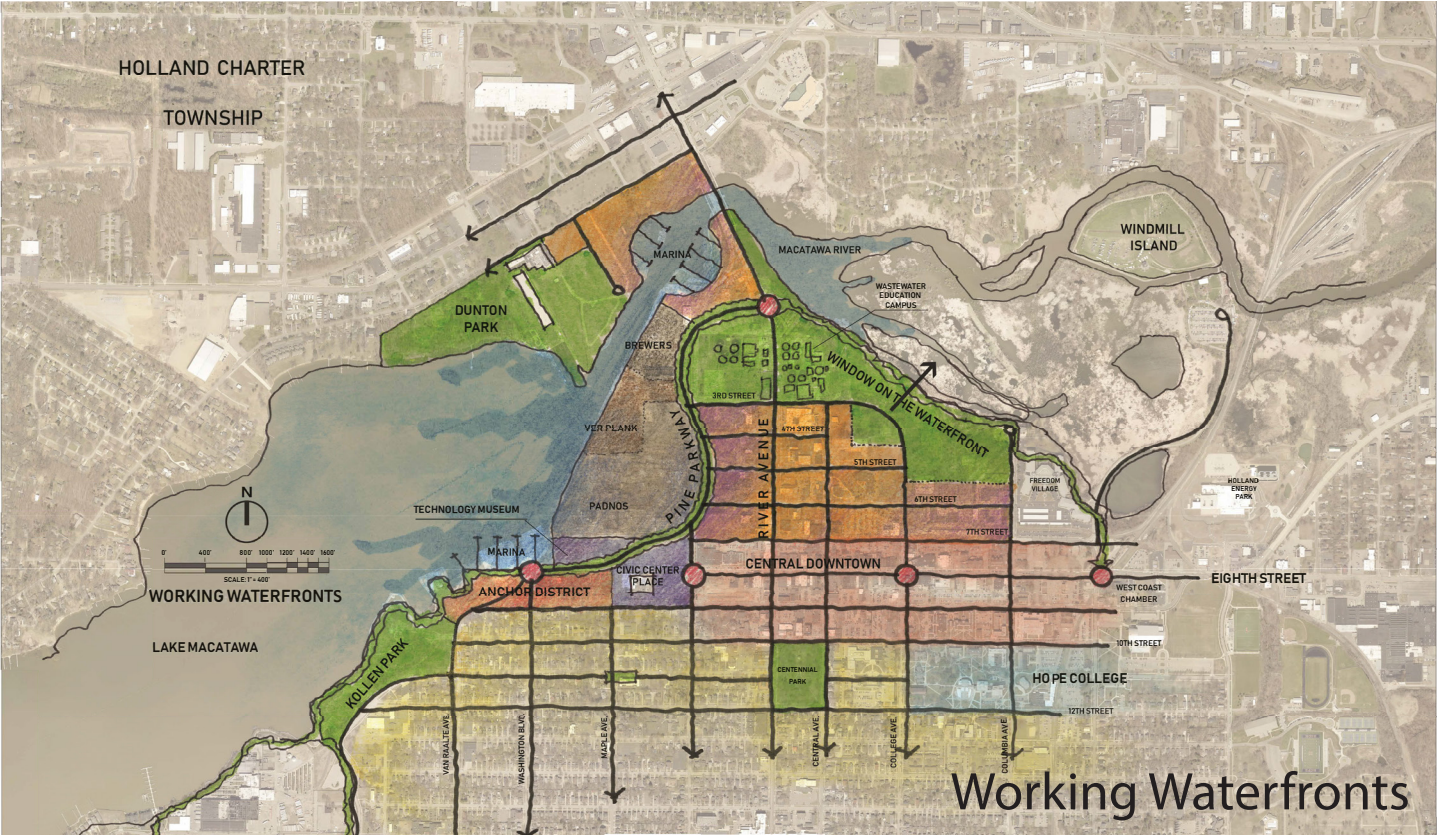 HOLLAND CHARTER
TOWNSHIP
WINDMILL
ISLAND
MACATAWA RIVER
MARINA
WASTEWATER
EDUCATION
CAMPUS
DUNTON
PARK
BREWERS
WINDOW ON THE WATERFRONT
3RD STREET
VER PLANK
PINE PARKWAY
RIVER AVENUE
4TH STREET
5TH STREET
FREEDOM
VILLAGE
HOLLAND
ENERGY
PARK
6TH STREET
N
PADNOS
TECHNOLOGY MUSEUM
7TH STREET
0' 400' 800' 1000' 1200' 1400' 1600'
SCALE: 1" = 400'
MARINA
CIVIC CENTER
PLACE
CENTRAL DOWNTOWN
EIGHTH STREET
WORKING WATERFRONTS
ANCHOR DISTRICT
WEST COAST
CHAMBER
LAKE MACATAWA
10TH STREET
KOLLEN PARK
CENTENNIAL
PARK
HOPE COLLEGE
12TH STREET
VAN RAALTE AVE.
WASHINGTON BLVD.
MAPLE AVE.
CENTRAL AVE.
COLLEGE AVE.
COLUMBIA AVE.
Working Waterfronts